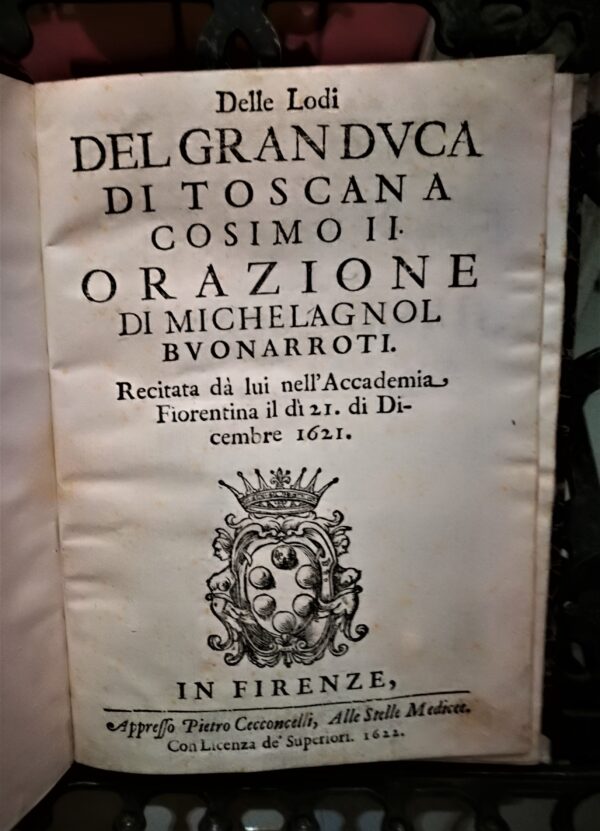 Delle Lodi
DEL GRAN DVCA
DI TOSCANA
COSIMO II.
ORAZIONE
DI MICHELAGNOL
BVONARROTI.
Recitata dà lui nell'Accademia
Fiorentina il dì 21. di Di-
cembre 1621.
IN FIRENZE,
Appresso Pietro Cecconcelli, Alle Stelle Medicee.
Con Licenza de' Superiori. 1622.